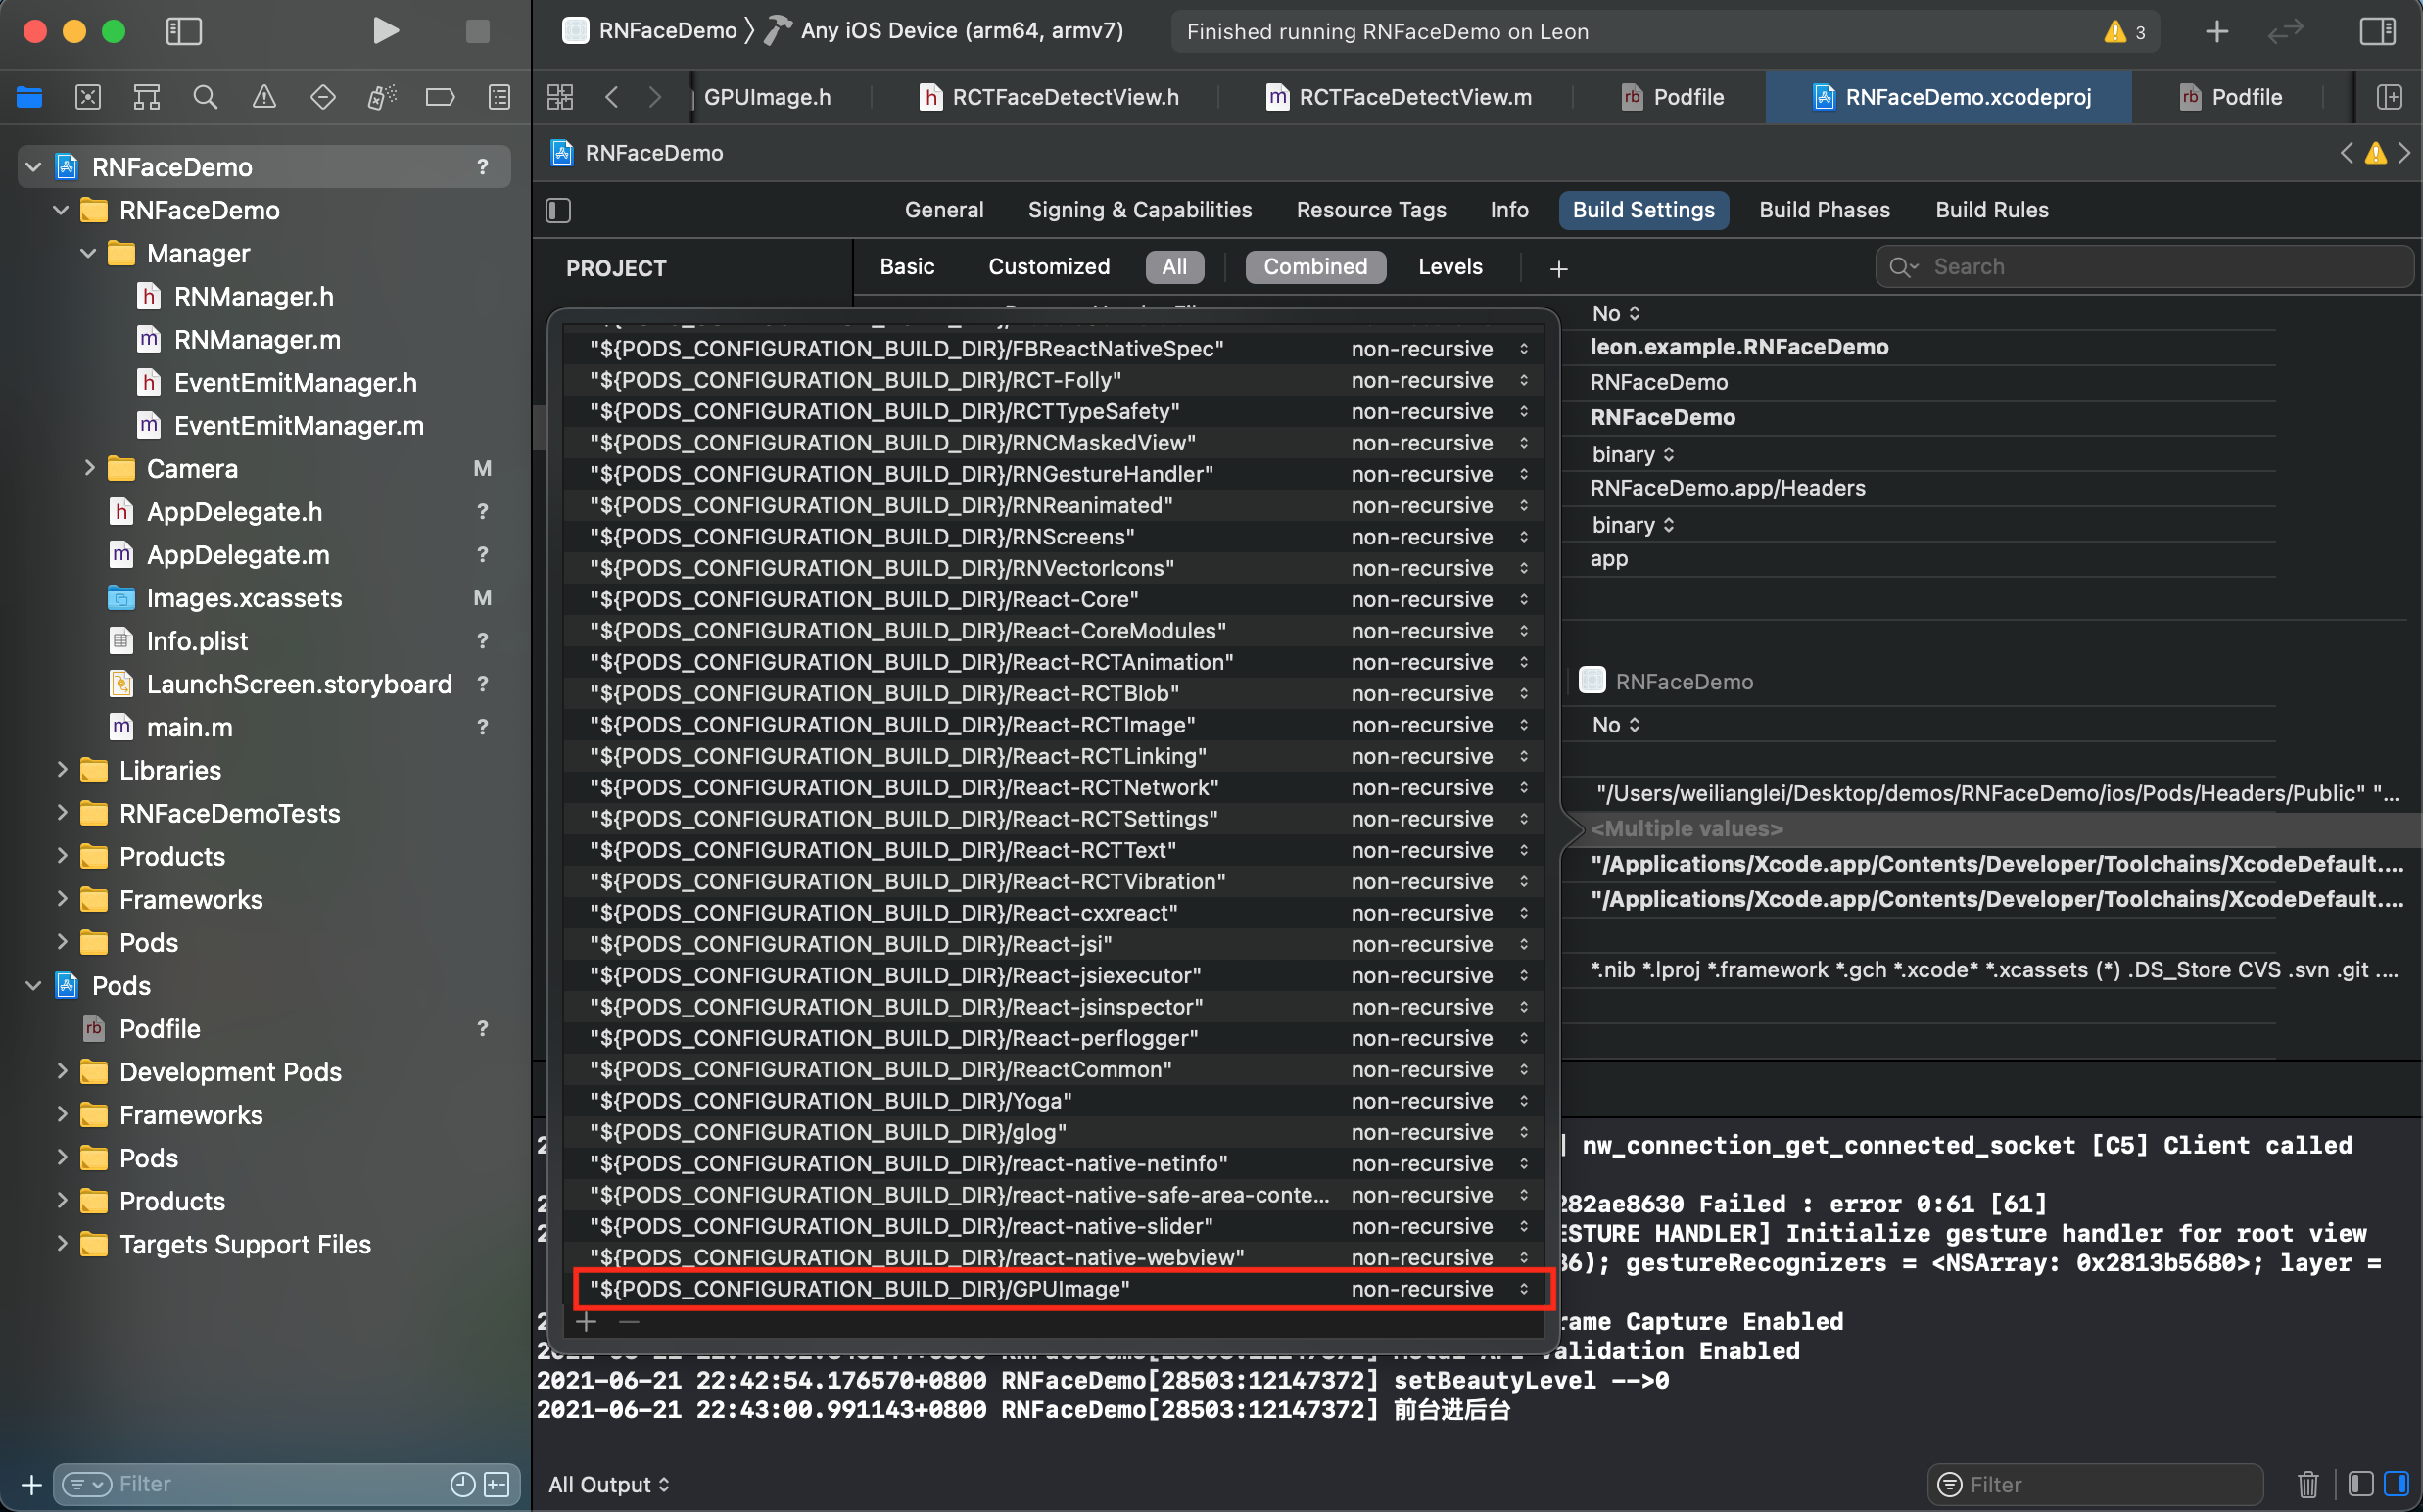 RNFaceDemo
Any iOS Device (arm64, armv7)
Finished running RNFaceDemo on Leon
3
GPUImage.h
RCTFaceDetectView.h
RCTFaceDetectView.m
Podfile
RNFaceDemo.xcodeproj
Podfile
RNFaceDemo ?
RNFaceDemo
Manager
RNManager.h
RNManager.m
EventEmitManager.h
EventEmitManager.m
Camera M
AppDelegate.h ?
AppDelegate.m ?
Images.xcassets M
Info.plist ?
LaunchScreen.storyboard ?
main.m ?
Libraries
RNFaceDemoTests
Products
Frameworks
Pods
Pods
Podfile ?
Development Pods
Frameworks
Pods
Products
Targets Support Files
Filter
RNFaceDemo
General Signing & Capabilities Resource Tags Info Build Settings Build Phases Build Rules
PROJECT
Basic Customized All Combined Levels
Search
"${PODS_CONFIGURATION_BUILD_DIR}/FBReactNativeSpec" non-recursive
"${PODS_CONFIGURATION_BUILD_DIR}/RCT-Folly" non-recursive
"${PODS_CONFIGURATION_BUILD_DIR}/RCTTypeSafety" non-recursive
"${PODS_CONFIGURATION_BUILD_DIR}/RNCMaskedView" non-recursive
"${PODS_CONFIGURATION_BUILD_DIR}/RNGestureHandler" non-recursive
"${PODS_CONFIGURATION_BUILD_DIR}/RNReanimated" non-recursive
"${PODS_CONFIGURATION_BUILD_DIR}/RNScreens" non-recursive
"${PODS_CONFIGURATION_BUILD_DIR}/RNVectorIcons" non-recursive
"${PODS_CONFIGURATION_BUILD_DIR}/React-Core" non-recursive
"${PODS_CONFIGURATION_BUILD_DIR}/React-CoreModules" non-recursive
"${PODS_CONFIGURATION_BUILD_DIR}/React-RCTAnimation" non-recursive
"${PODS_CONFIGURATION_BUILD_DIR}/React-RCTBlob" non-recursive
"${PODS_CONFIGURATION_BUILD_DIR}/React-RCTImage" non-recursive
"${PODS_CONFIGURATION_BUILD_DIR}/React-RCTLinking" non-recursive
"${PODS_CONFIGURATION_BUILD_DIR}/React-RCTNetwork" non-recursive
"${PODS_CONFIGURATION_BUILD_DIR}/React-RCTSettings" non-recursive
"${PODS_CONFIGURATION_BUILD_DIR}/React-RCTText" non-recursive
"${PODS_CONFIGURATION_BUILD_DIR}/React-RCTVibration" non-recursive
"${PODS_CONFIGURATION_BUILD_DIR}/React-cxxreact" non-recursive
"${PODS_CONFIGURATION_BUILD_DIR}/React-jsi" non-recursive
"${PODS_CONFIGURATION_BUILD_DIR}/React-jsiexecutor" non-recursive
"${PODS_CONFIGURATION_BUILD_DIR}/React-jsinspector" non-recursive
"${PODS_CONFIGURATION_BUILD_DIR}/React-perflogger" non-recursive
"${PODS_CONFIGURATION_BUILD_DIR}/ReactCommon" non-recursive
"${PODS_CONFIGURATION_BUILD_DIR}/Yoga" non-recursive
"${PODS_CONFIGURATION_BUILD_DIR}/glog" non-recursive
"${PODS_CONFIGURATION_BUILD_DIR}/react-native-netinfo" non-recursive
"${PODS_CONFIGURATION_BUILD_DIR}/react-native-safe-area-conte... non-recursive
"${PODS_CONFIGURATION_BUILD_DIR}/react-native-slider" non-recursive
"${PODS_CONFIGURATION_BUILD_DIR}/react-native-webview" non-recursive
"${PODS_CONFIGURATION_BUILD_DIR}/GPUImage" non-recursive
No
leon.example.RNFaceDemo
RNFaceDemo
RNFaceDemo
binary
RNFaceDemo.app/Headers
binary
app
RNFaceDemo
No
"/Users/weilianglei/Desktop/demos/RNFaceDemo/ios/Pods/Headers/Public" "...
<Multiple values>
"/Applications/Xcode.app/Contents/Developer/Toolchains/XcodeDefault....
"/Applications/Xcode.app/Contents/Developer/Toolchains/XcodeDefault....
*.nib *.lproj *.framework *.gch *.xcode* *.xcassets (*) .DS_Store CVS .svn .git ....
nw_connection_get_connected_socket [C5] Client called
282ae8630 Failed : error 0:61 [61]
ESTURE HANDLER] Initialize gesture handler for root view
86); gestureRecognizers = <NSArray: 0x2813b5680>; layer =
rame Capture Enabled
alidation Enabled
2021-06-21 22:42:54.176570+0800 RNFaceDemo[28503:12147372] setBeautyLevel -->0
2021-06-21 22:43:00.991143+0800 RNFaceDemo[28503:12147372] 前台进后台
All Output
Filter